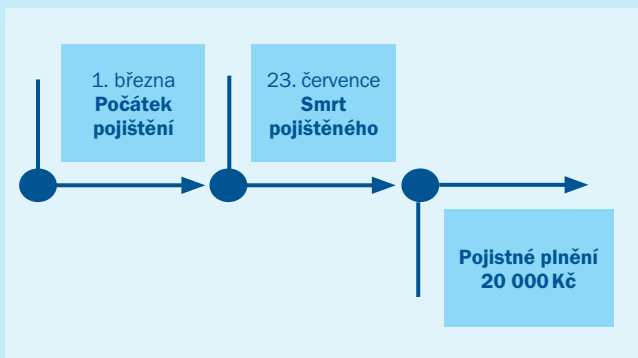 1. března
Počátek
pojištění
23. července
Smrt
pojištěného
Pojistné plnění
20 000 Kč